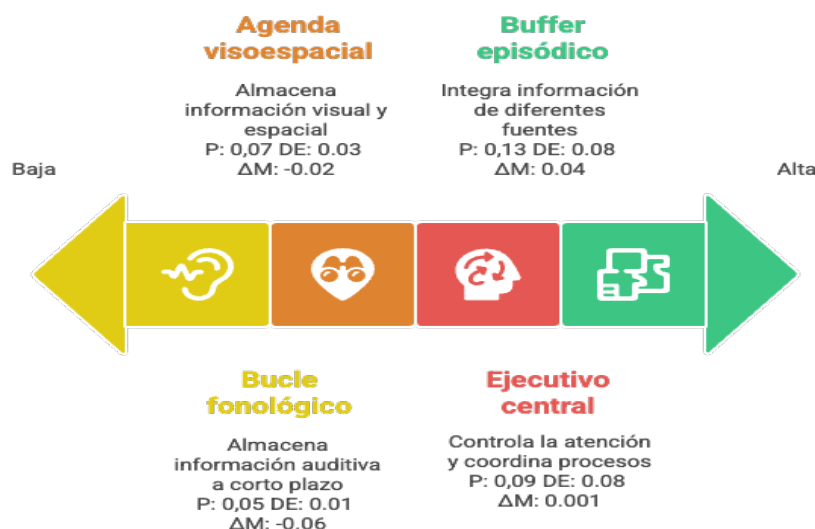 Agenda
visoespacial
Almacena
información visual y
espacial
P: 0,07 DE: 0.03
ΔM: -0.02
Buffer
episódico
Integra información
de diferentes
fuentes
P: 0,13 DE: 0.08
ΔM: 0.04
Baja
Alta
Bucle
fonológico
Almacena
información auditiva
a corto plazo
P: 0,05 DE: 0.01
ΔM: -0.06
Ejecutivo
central
Controla la atención
y coordina procesos
P: 0,09 DE: 0.08
ΔM: 0.001